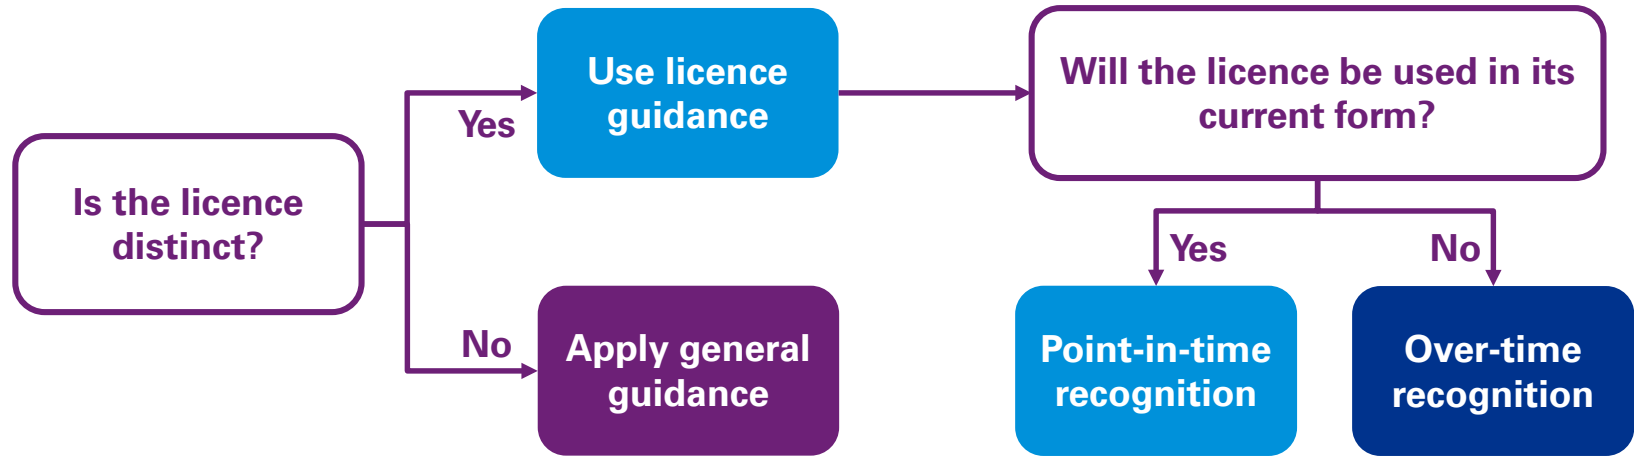 Is the licence
distinct?
Yes
Use licence
guidance
No
Apply general
guidance
Will the licence be used in its
current form?
Yes
Point-in-time
recognition
No
Over-time
recognition